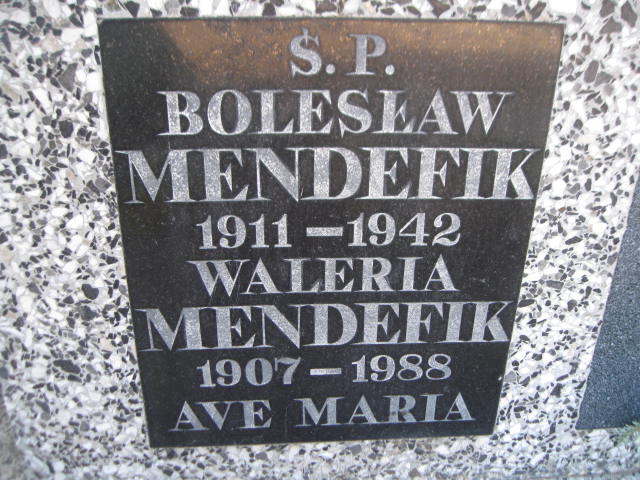 Ś. P.
BOLESŁAW
MENDEFIK
1911 – 1942
WALERIA
MENDEFIK
1907 – 1988
AVE MARIA